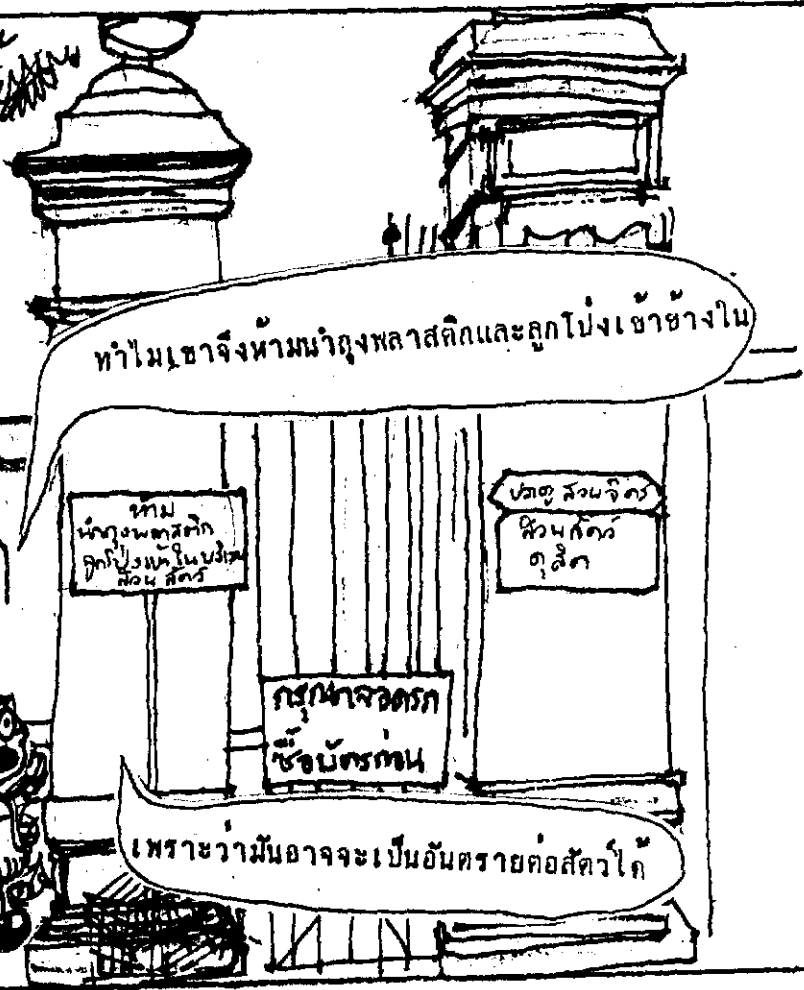 ทำไมเขาจึงห้ามนำถุงพลาสติกและลูกโป่งเข้าข้างใน
ห้าม
นำถุงพลาสติก
ลูกโป่งเข้าในบริเวณ
สวนสัตว์
ประตู สวนจิตร
สวนสัตว์
ดุสิต
กรุณาจอดรถ
ซื้อบัตรก่อน
เพราะว่ามันอาจจะเป็นอันตรายต่อสัตว์ได้